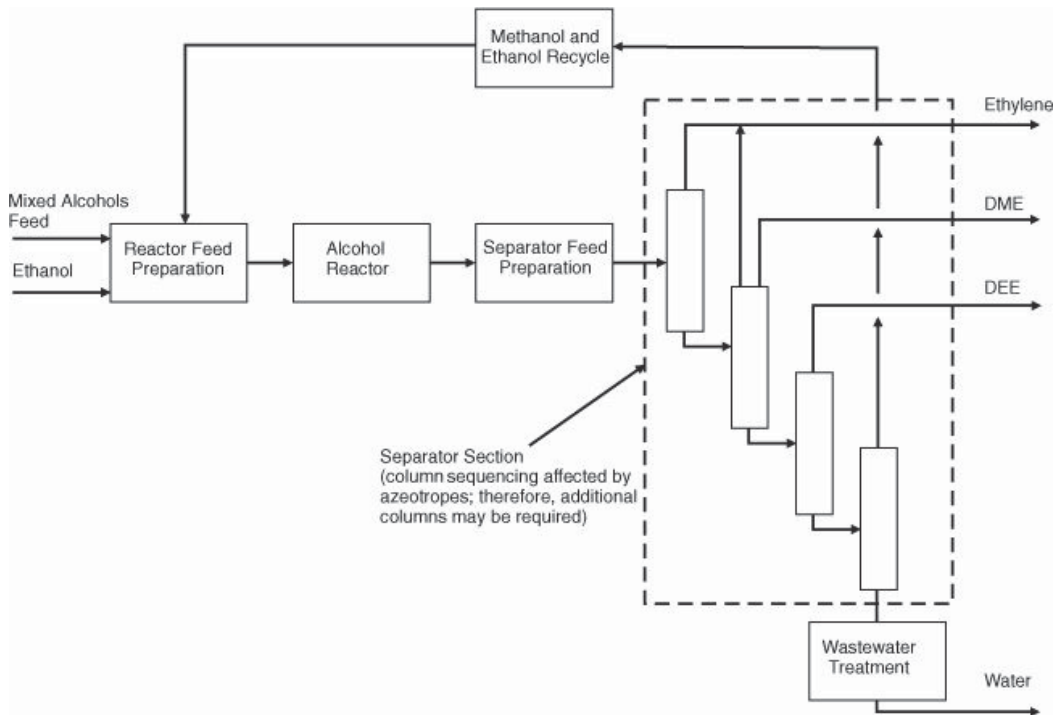 Methanol and
Ethanol Recycle
Ethylene
Mixed Alcohols
Feed
DME
Reactor Feed
Preparation
Alcohol
Reactor
Separator Feed
Preparation
Ethanol
DEE
Separator Section
(column sequencing affected by
azeotropes; therefore, additional
columns may be required)
Wastewater
Treatment
Water